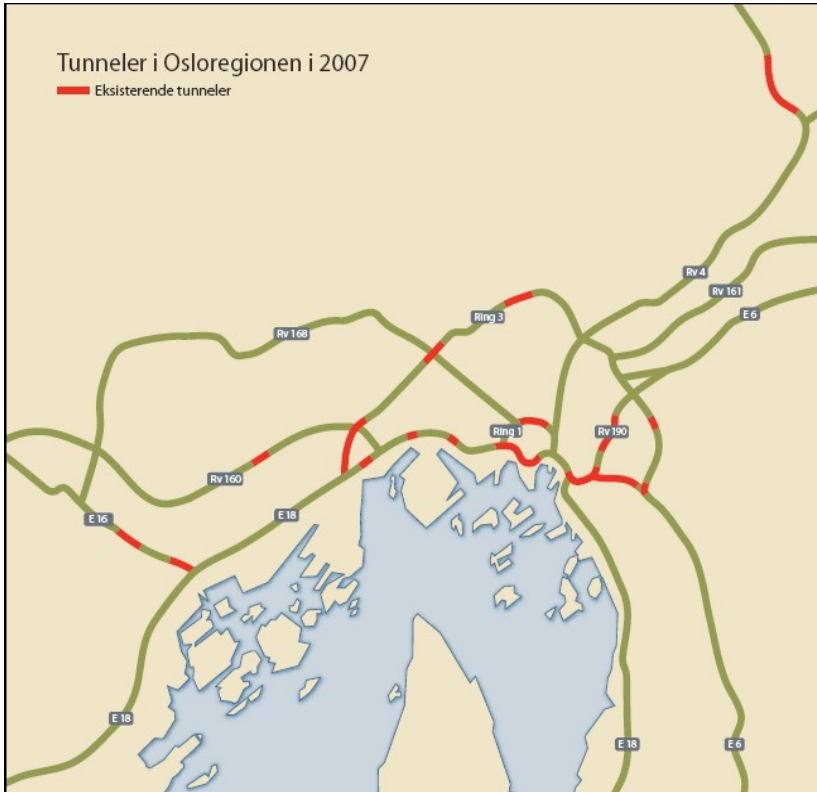 Tunneler i Osloregionen i 2007
Eksisterende tunneler
Rv 4
Rv 161
E 6
Ring 3
Rv 168
Ring 1
Rv 190
Rv 160
E 18
E 16
E 18
E 18
E 6